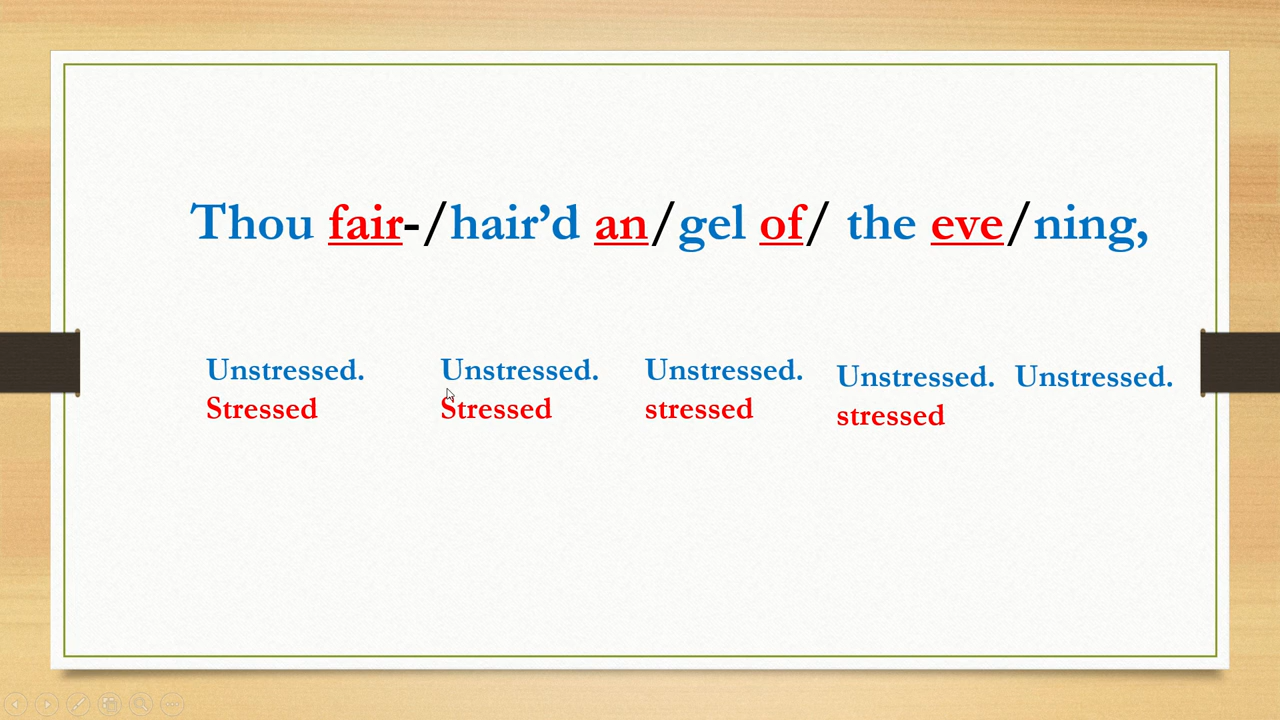 Thou fair-/hair’d an/gel of/ the eve/ning,
Unstressed. Unstressed. Unstressed. Unstressed. Unstressed.
Stressed Stressed stressed stressed